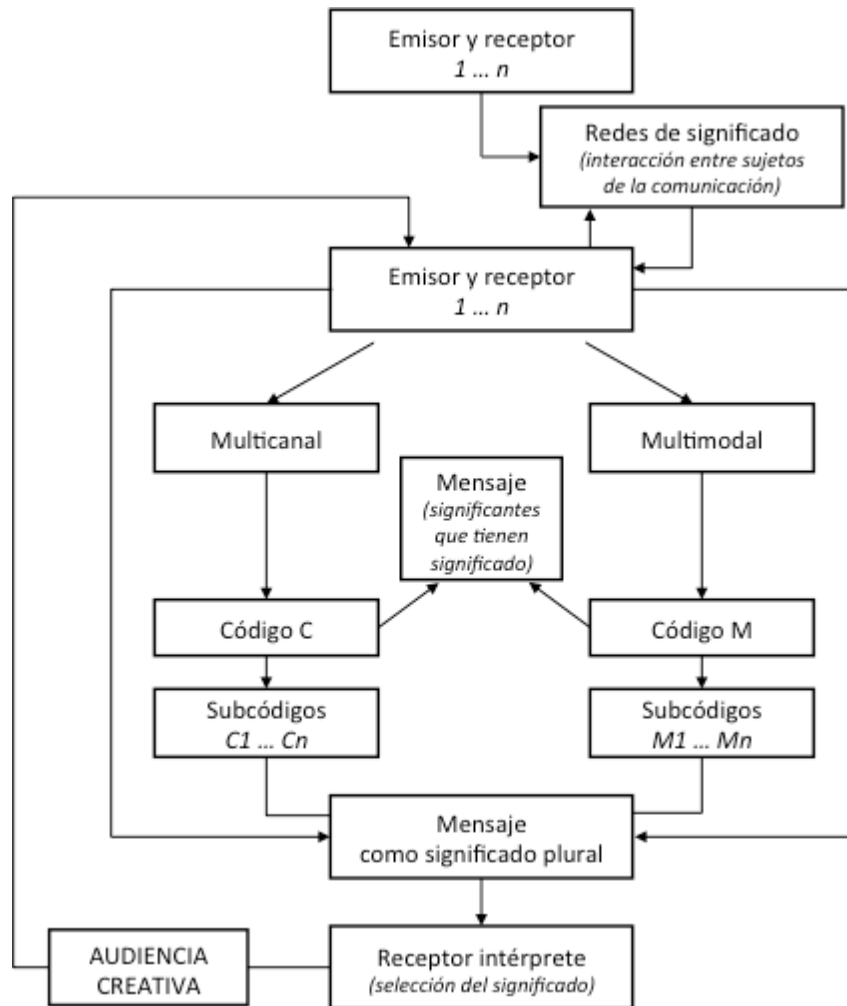 Emisor y receptor
1 ... n
Redes de significado
(interacción entre sujetos
de la comunicación)
Emisor y receptor
1 ... n
Multicanal
Multimodal
Mensaje
(significantes
que tienen
significado)
Código C
Código M
Subcódigos
C1 ... Cn
Subcódigos
M1 ... Mn
Mensaje
como significado plural
AUDIENCIA
CREATIVA
Receptor intérprete
(selección del significado)